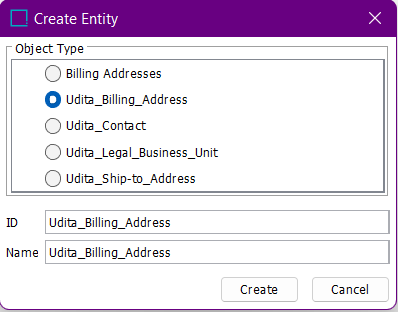 Create Entity
Object Type
Billing Addresses
Udita_Billing_Address
Udita_Contact
Udita_Legal_Business_Unit
Udita_Ship-to_Address
ID Udita_Billing_Address
Name Udita_Billing_Address
Create Cancel